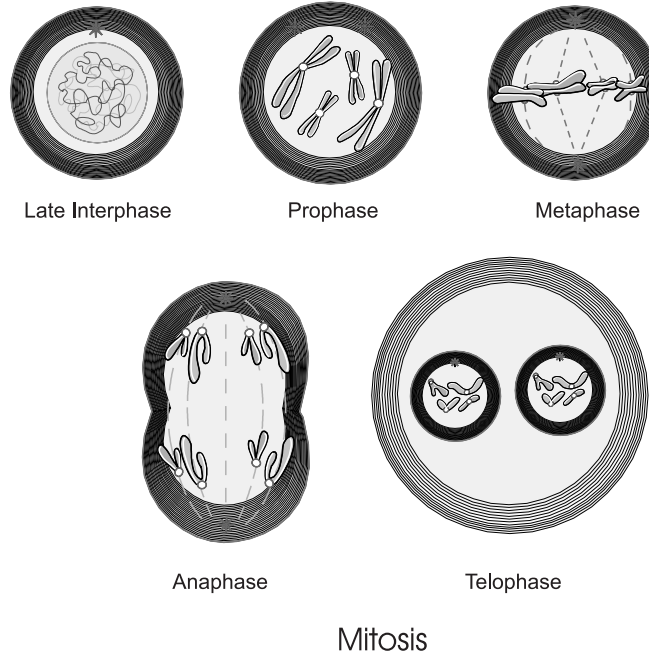 Late Interphase
Prophase
Metaphase
Anaphase
Telophase
Mitosis